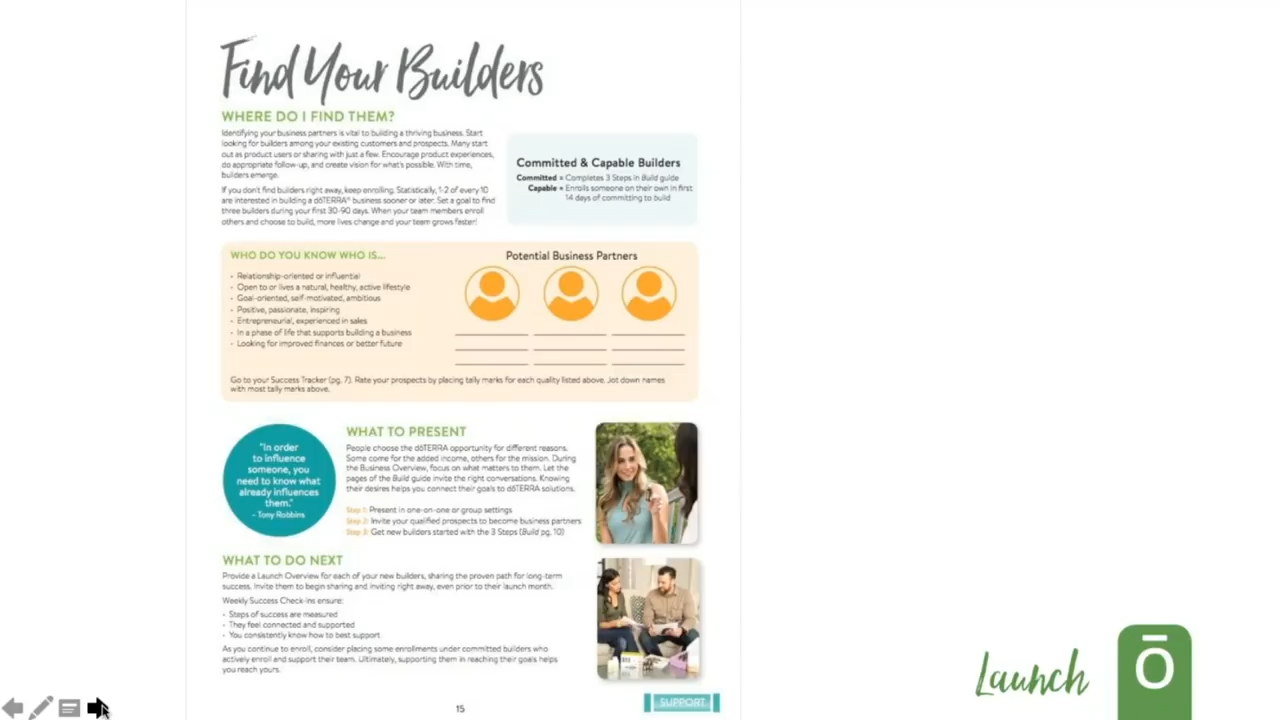 Find Your Builders
WHERE DO I FIND THEM?
Identifying your business partners is vital to building a thriving business. Start
looking for builders among your existing customers and prospects. Many start
out as product users or sharing with just a few. Encourage product experiences,
do appropriate follow-up, and create vision for what's possible. With time,
builders emerge.
If you don't find builders right away, keep enrolling. Statistically, 1-2 of every 10
are interested in building a dōTERRA® business sooner or later. Set a goal to find
three builders during your first 30-90 days. When your team members enroll
others and choose to build, more lives change and your team grows faster!
Committed & Capable Builders
Committed = Completes 3 Steps in Build guide
Capable = Enrolls someone on their own in first
14 days of committing to build
WHO DO YOU KNOW WHO IS...
- Relationship-oriented or influential
- Open to or lives a natural, healthy, active lifestyle
- Goal-oriented, self-motivated, ambitious
- Positive, passionate, inspiring
- Entrepreneurial, experienced in sales
- In a phase of life that supports building a business
- Looking for improved finances or better future
Potential Business Partners
Go to your Success Tracker (pg. 7). Rate your prospects by placing tally marks for each quality listed above. Jot down names
with most tally marks above.
"In order
to influence
someone, you
need to know what
already influences
them."
– Tony Robbins
WHAT TO PRESENT
People choose the dōTERRA opportunity for different reasons.
Some come for the added income, others for the mission. During
the Business Overview, focus on what matters to them. Let the
pages of the Build guide invite the right conversations. Knowing
their desires helps you connect their goals to dōTERRA solutions.
Step 1: Present in one-on-one or group settings
Step 2: Invite your qualified prospects to become business partners
Step 3: Get new builders started with the 3 Steps (Build pg. 10)
WHAT TO DO NEXT
Provide a Launch Overview for each of your new builders, sharing the proven path for long-term
success. Invite them to begin sharing and inviting right away, even prior to their launch month.
Weekly Success Check-ins ensure:
- Steps of success are measured
- They feel connected and supported
- You consistently know how to best support
As you continue to enroll, consider placing some enrollments under committed builders who
actively enroll and support their team. Ultimately, supporting them in reaching their goals helps
you reach yours.
15
SUPPORT
Launch
Ō